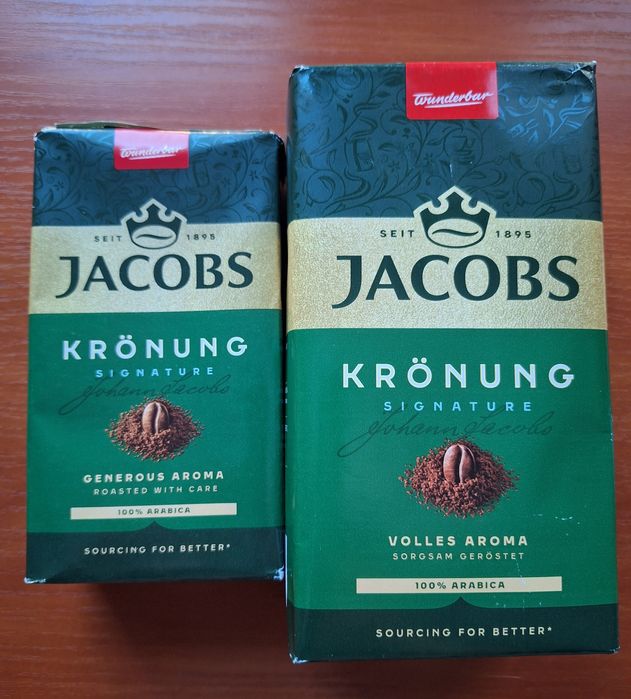 Wunderbar
SEIT 1895
JACOBS
KRÖNUNG
SIGNATURE
Johann Jacobs
GENEROUS AROMA
ROASTED WITH CARE
100% ARABICA
SOURCING FOR BETTER*
Wunderbar
SEIT 1895
JACOBS
KRÖNUNG
SIGNATURE
Johann Jacobs
VOLLES AROMA
SORGSAM GERÖSTET
100% ARABICA
SOURCING FOR BETTER*